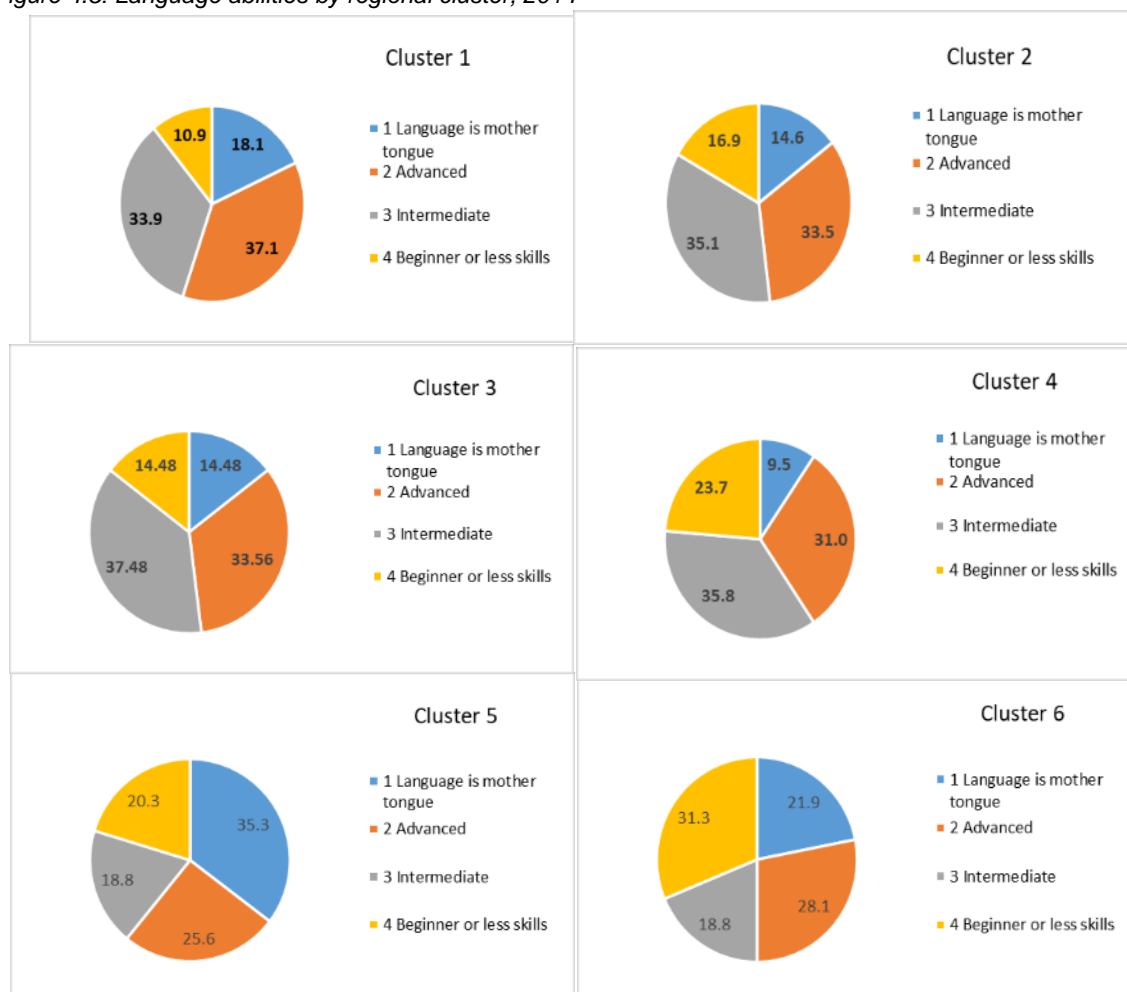 Language abilities by regional cluster,
Cluster 1
10.9
18.1
33.9
37.1
1 Language is mother
tongue
2 Advanced
3 Intermediate
4 Beginner or less skills
Cluster 2
16.9
14.6
35.1
33.5
1 Language is mother
tongue
2 Advanced
3 Intermediate
4 Beginner or less skills
Cluster 3
14.48
14.48
37.48
33.56
1 Language is mother
tongue
2 Advanced
3 Intermediate
4 Beginner or less skills
Cluster 4
23.7
9.5
35.8
31.0
1 Language is mother
tongue
2 Advanced
3 Intermediate
4 Beginner or less skills
Cluster 5
20.3
35.3
18.8
25.6
1 Language is mother
tongue
2 Advanced
3 Intermediate
4 Beginner or less skills
Cluster 6
31.3
21.9
18.8
28.1
1 Language is mother
tongue
2 Advanced
3 Intermediate
4 Beginner or less skills